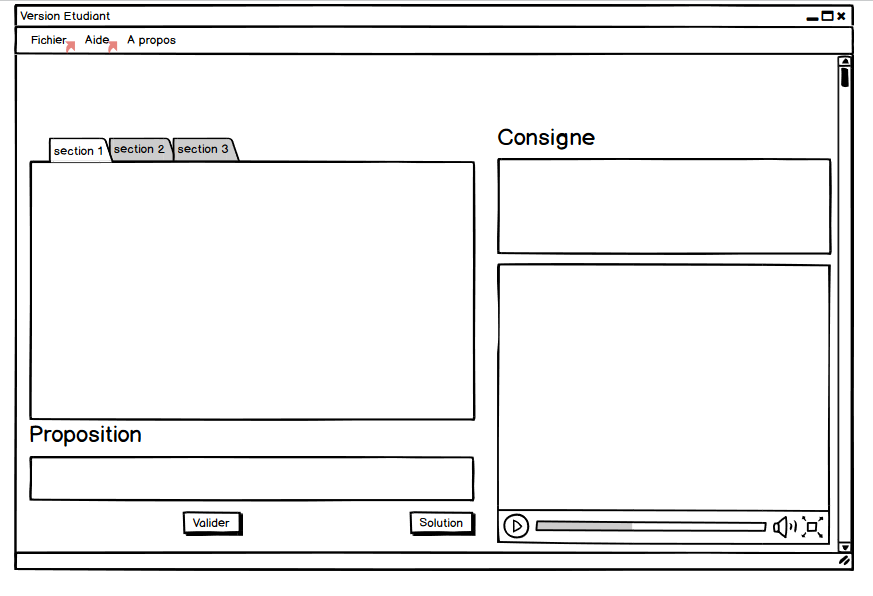 Version Etudiant
Fichier Aide A propos
section 1 section 2 section 3
Consigne
Proposition
Valider Solution